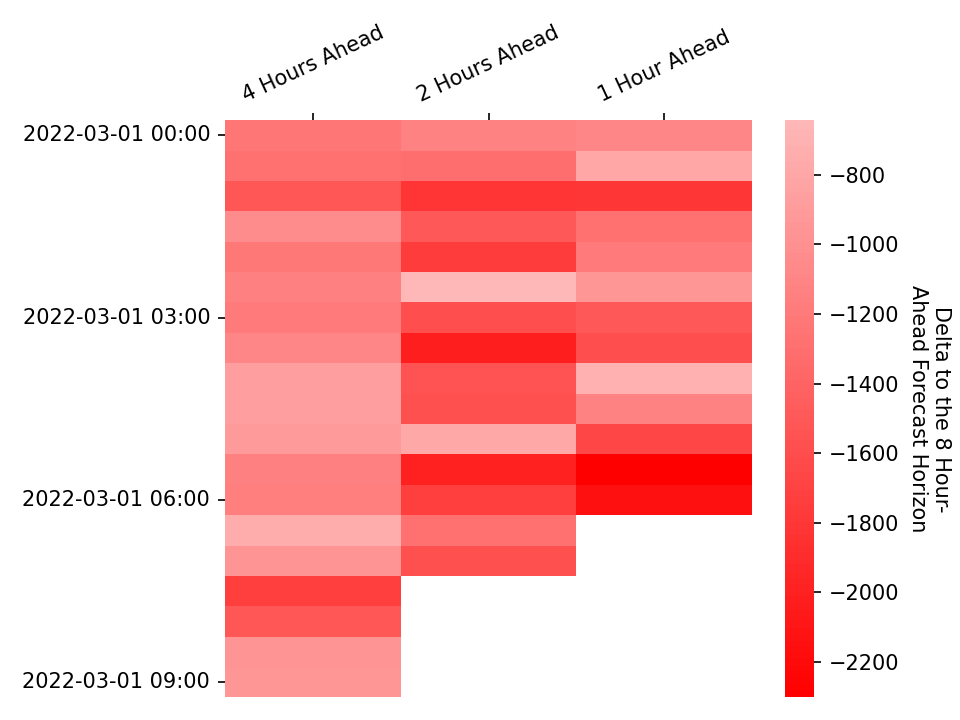 4 Hours Ahead
2 Hours Ahead
1 Hour Ahead
2022-03-01 00:00
2022-03-01 03:00
2022-03-01 06:00
2022-03-01 09:00
−800
−1000
−1200
−1400
−1600
−1800
−2000
−2200
Delta to the 8 Hour-
Ahead Forecast Horizon